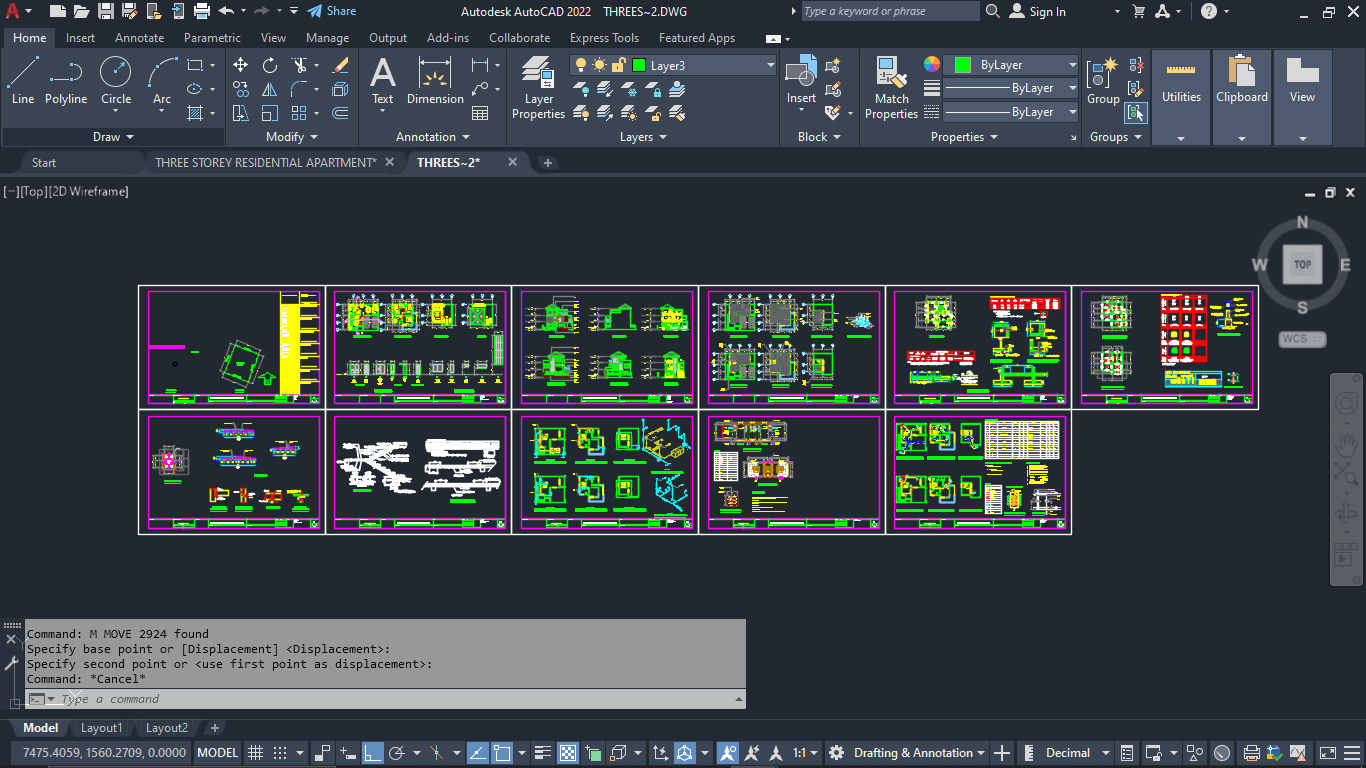 Share
Autodesk AutoCAD 2022 THREES~2.DWG
Type a keyword or phrase
Sign In
Home Insert Annotate Parametric View Manage Output Add-ins Collaborate Express Tools Featured Apps
Layer3
ByLayer
Line Polyline Circle Arc
Text Dimension
Layer Properties
Insert
Match Properties
ByLayer
ByLayer
Group
Utilities
Clipboard
View
Draw Modify Annotation Layers Block Properties Groups
Start THREE STOREY RESIDENTIAL APARTMENT* THREES~2*
[−][Top][2D Wireframe]
N
W TOP E
S
WCS
Command: M MOVE 2924 found
Specify base point or [Displacement] <Displacement>:
Specify second point or <use first point as displacement>:
Command: *Cancel*
Type a command
Model Layout1 Layout2
7475.4059, 1560.2709, 0.0000 MODEL 1:1 Drafting & Annotation Decimal